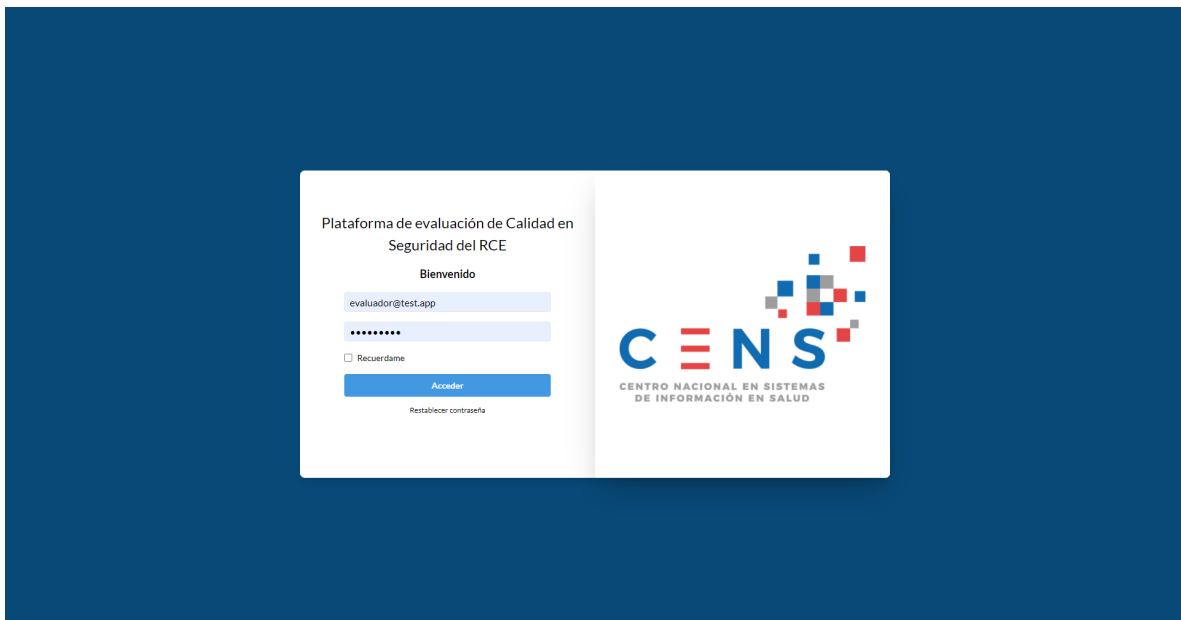 Plataforma de evaluación de Calidad en
Seguridad del RCE
Bienvenido
evaluador@test.app
•••••••••
Recuerdame
Acceder
Restablecer contraseña
CENS
CENTRO NACIONAL EN SISTEMAS
DE INFORMACIÓN EN SALUD